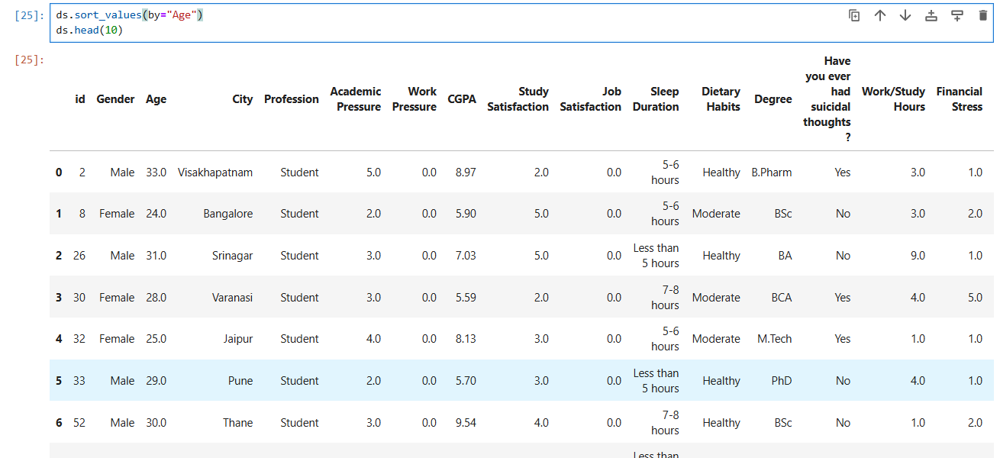 [25]: ds.sort_values(by="Age")
ds.head(10)
[25]:
id Gender Age City Profession Academic Pressure Work Pressure CGPA Study Satisfaction Job Satisfaction Sleep Duration Dietary Habits Degree Have you ever had suicidal thoughts ? Work/Study Hours Financial Stress
0 2 Male 33.0 Visakhapatnam Student 5.0 0.0 8.97 2.0 0.0 5-6 hours Healthy B.Pharm Yes 3.0 1.0
1 8 Female 24.0 Bangalore Student 2.0 0.0 5.90 5.0 0.0 5-6 hours Moderate BSc No 3.0 2.0
2 26 Male 31.0 Srinagar Student 3.0 0.0 7.03 5.0 0.0 Less than 5 hours Healthy BA No 9.0 1.0
3 30 Female 28.0 Varanasi Student 3.0 0.0 5.59 2.0 0.0 7-8 hours Moderate BCA Yes 4.0 5.0
4 32 Female 25.0 Jaipur Student 4.0 0.0 8.13 3.0 0.0 5-6 hours Moderate M.Tech Yes 1.0 1.0
5 33 Male 29.0 Pune Student 2.0 0.0 5.70 3.0 0.0 Less than 5 hours Healthy PhD No 4.0 1.0
6 52 Male 30.0 Thane Student 3.0 0.0 9.54 4.0 0.0 7-8 hours Healthy BSc No 1.0 2.0
Less than